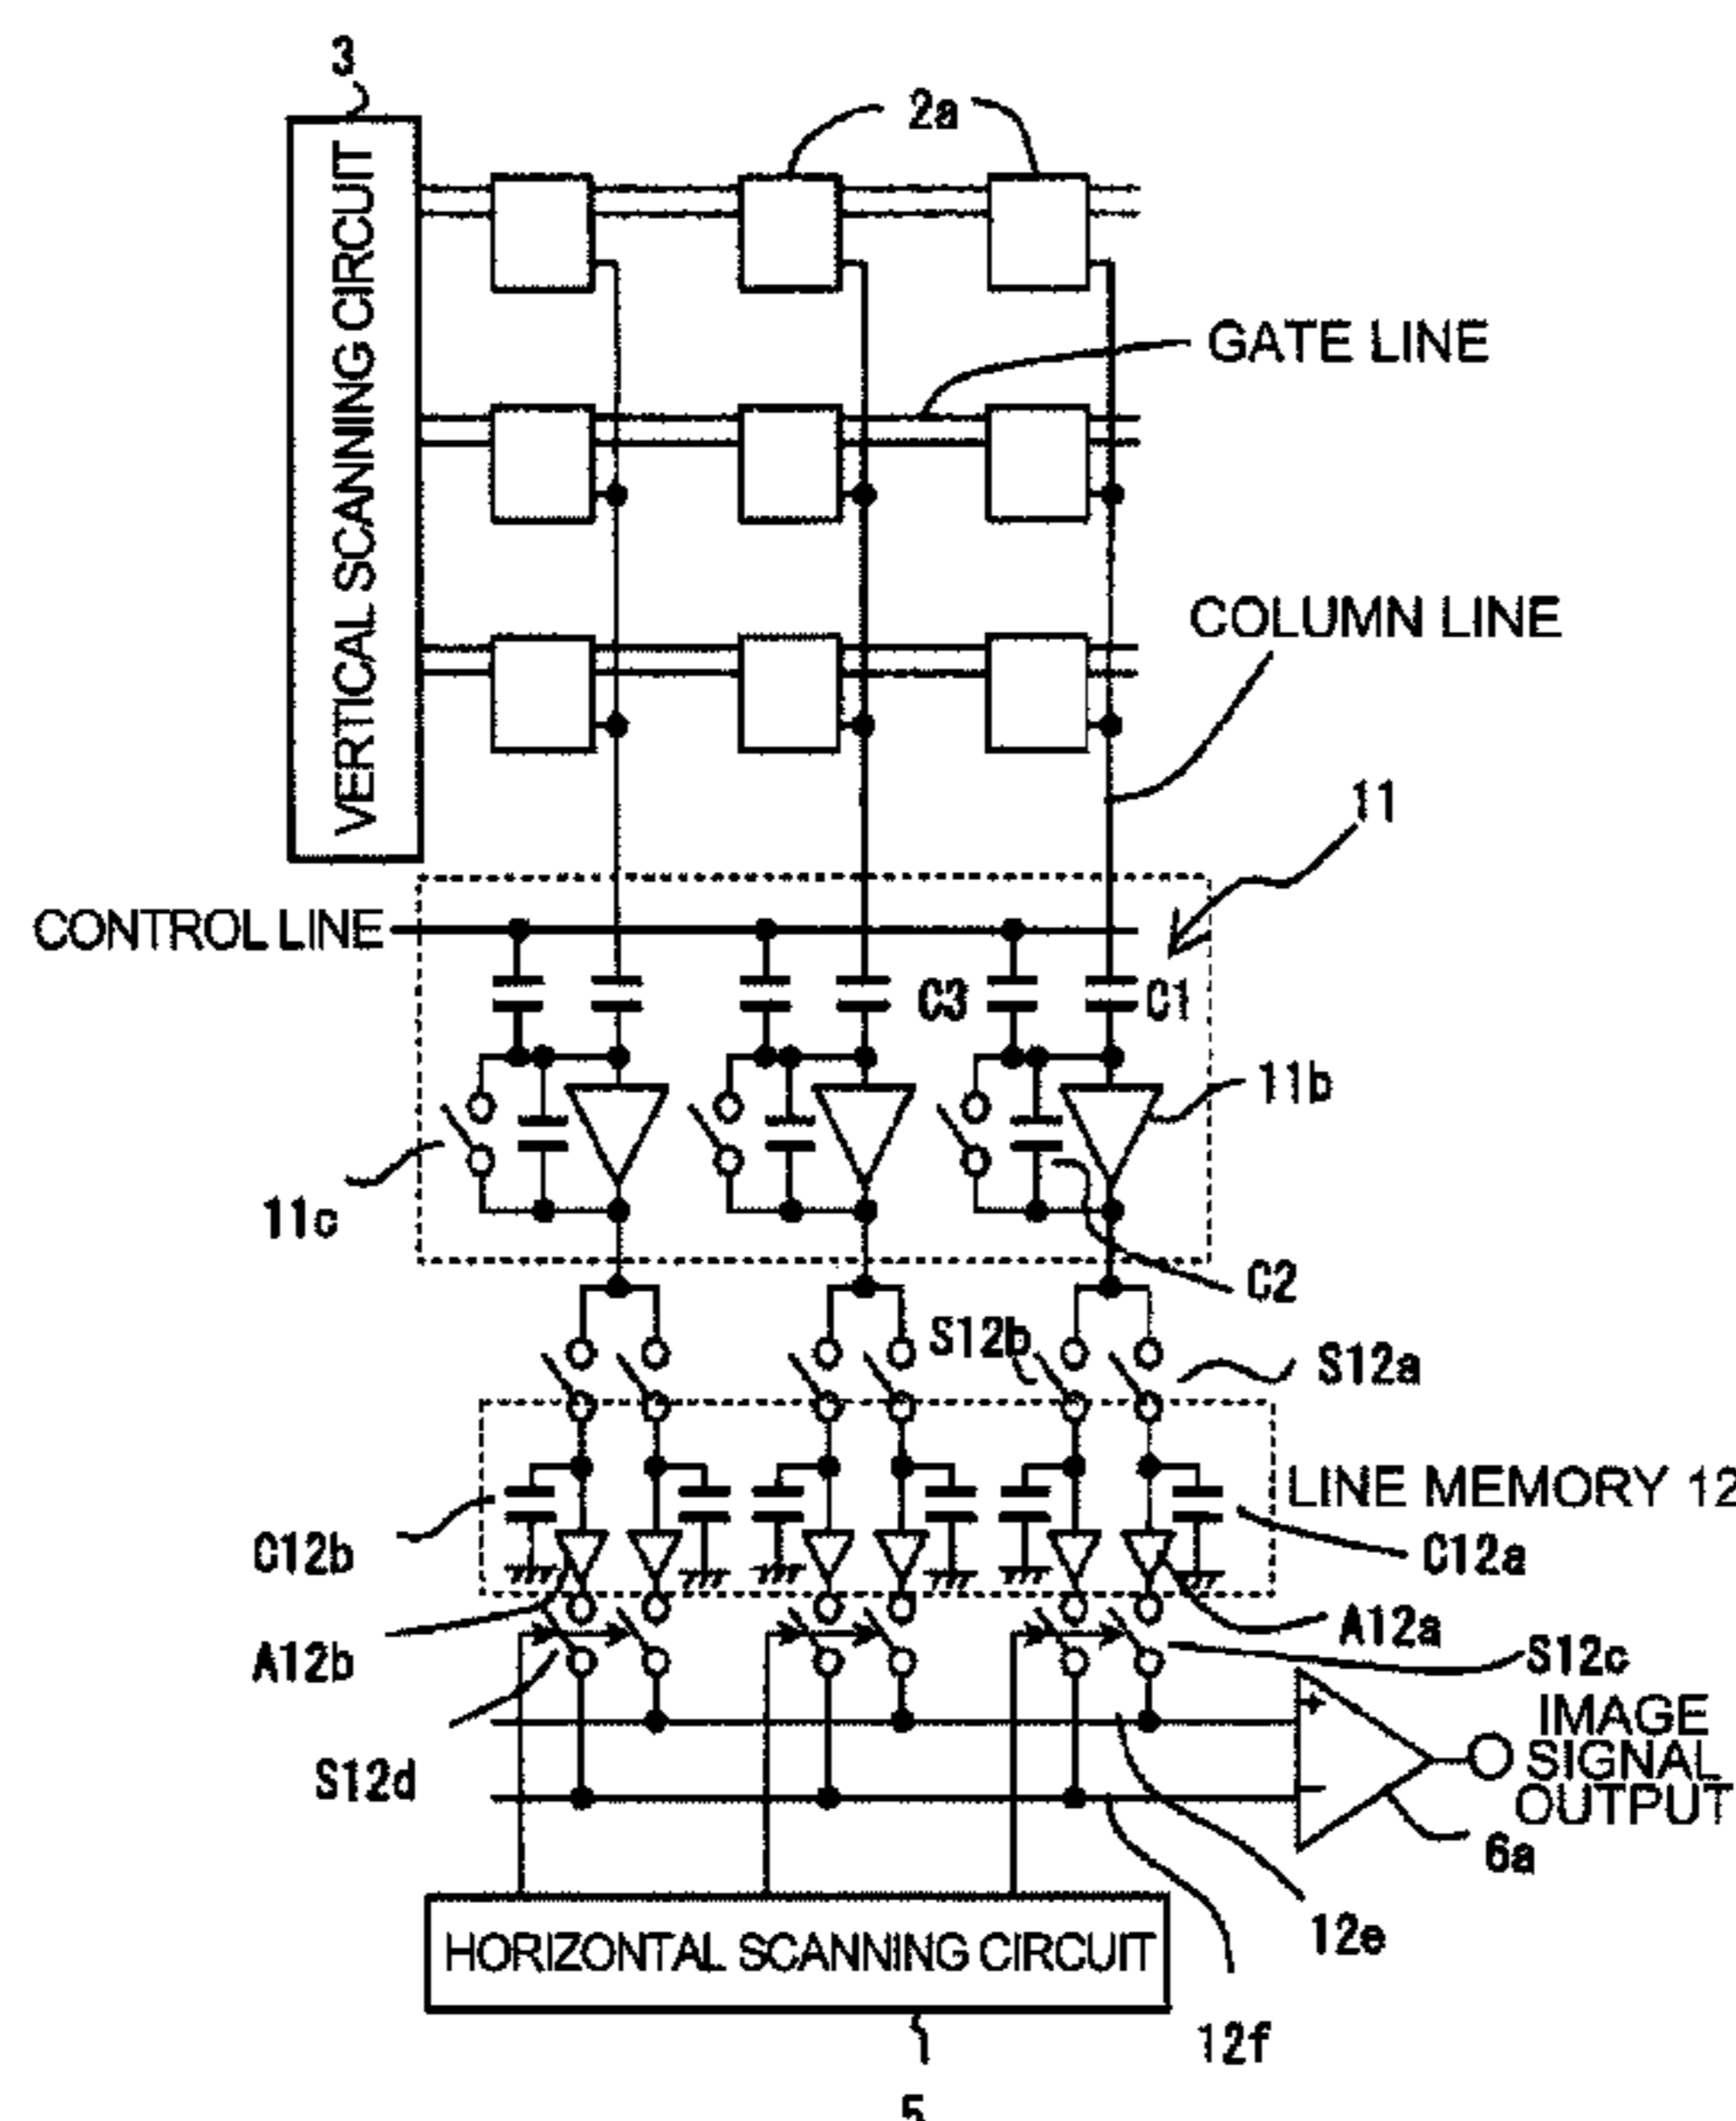 3
2a
VERTICAL SCANNING CIRCUIT
GATE LINE
COLUMN LINE
11
CONTROL LINE
C3
C1
11b
11c
C2
S12b
S12a
LINE MEMORY 12
C12b
C12a
A12b
A12a
S12c
+
IMAGE
SIGNAL
OUTPUT
S12d
−
6a
HORIZONTAL SCANNING CIRCUIT
12e
12f
5